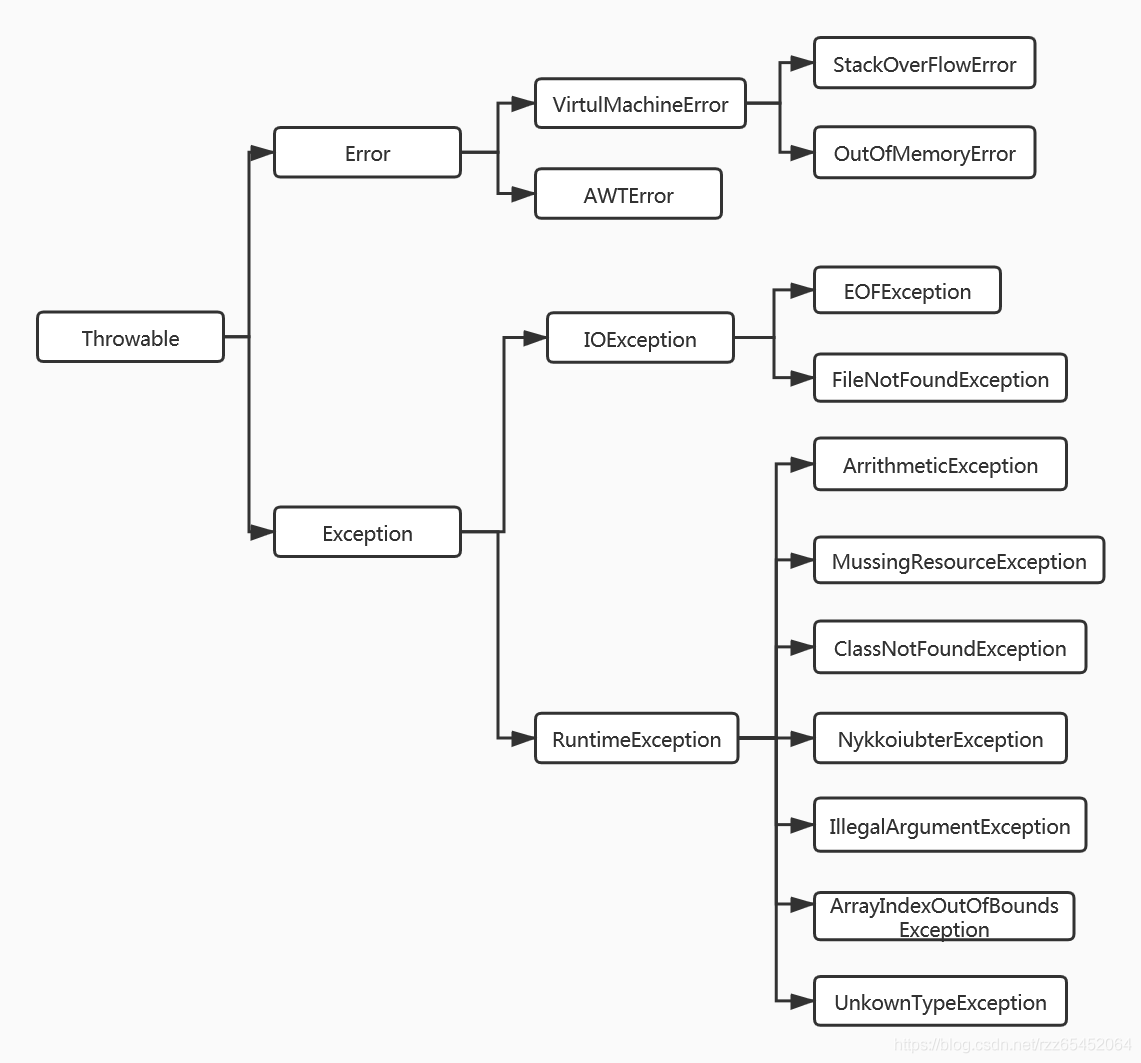 StackOverFlowError
VirtulMachineError
Error
OutOfMemoryError
AWTError
EOFException
Throwable
IOException
FileNotFoundException
ArrithmeticException
Exception
MussingResourceException
ClassNotFoundException
RuntimeException
NykkoiubterException
IllegalArgumentException
ArrayIndexOutOfBounds
Exception
UnkownTypeException
https://blog.csdn.net/rzz65452064